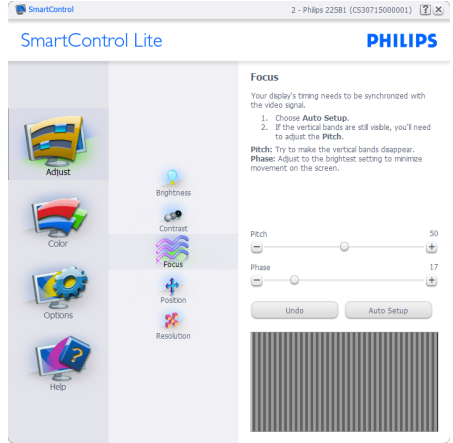 SmartControl
2 - Philips 225B1 (CS30715000001)
SmartControl Lite
PHILIPS
Adjust
Color
Options
Help
Brightness
Contrast
Focus
Position
Resolution
Focus
Your display's timing needs to be synchronized with
the video signal.
1. Choose Auto Setup.
2. If the vertical bands are still visible, you'll need
to adjust the Pitch.
Pitch: Try to make the vertical bands disappear.
Phase: Adjust to the brightest setting to minimize
movement on the screen.
Pitch 50
Phase 17
Undo Auto Setup